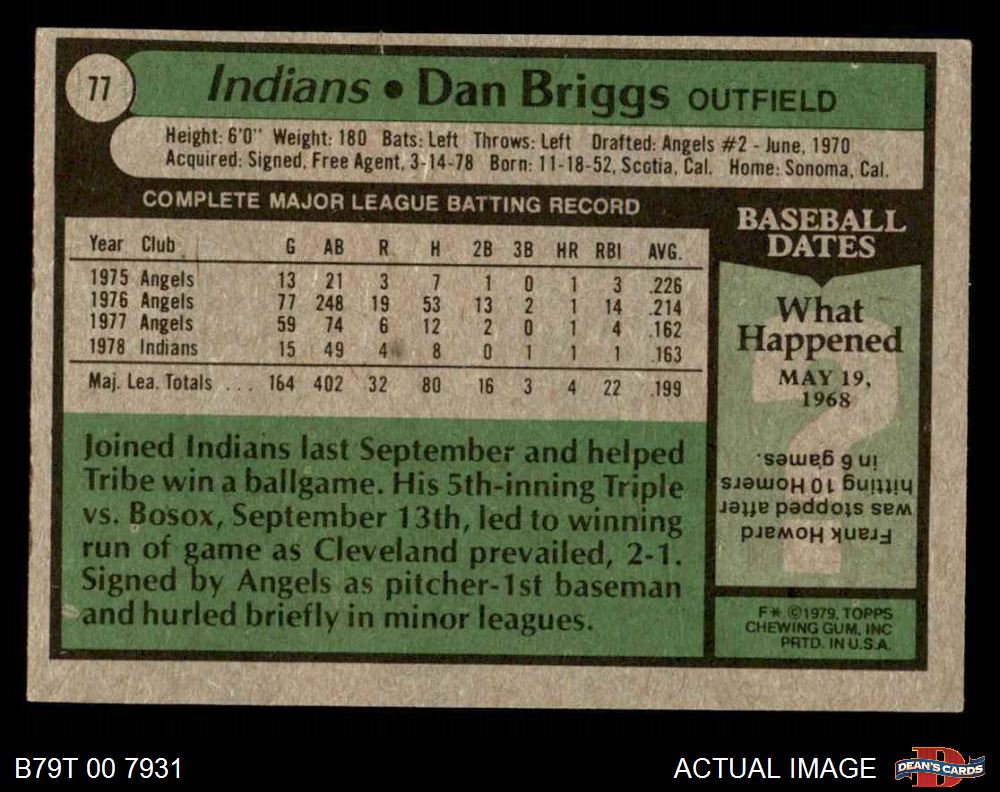 77
Indians • Dan Briggs OUTFIELD
Height: 6'0" Weight: 180 Bats: Left Throws: Left Drafted: Angels #2 - June, 1970
Acquired: Signed, Free Agent, 3-14-78 Born: 11-18-52, Scotia, Cal. Home: Sonoma, Cal.
COMPLETE MAJOR LEAGUE BATTING RECORD
Year Club G AB R H 2B 3B HR RBI AVG.
1975 Angels 13 21 3 7 1 0 1 3 .226
1976 Angels 77 248 19 53 13 2 1 14 .214
1977 Angels 59 74 6 12 2 0 1 4 .162
1978 Indians 15 49 4 8 0 1 1 1 .163
Maj. Lea. Totals ... 164 402 32 80 16 3 4 22 .199
Joined Indians last September and helped
Tribe win a ballgame. His 5th-inning Triple
vs. Bosox, September 13th, led to winning
run of game as Cleveland prevailed, 2-1.
Signed by Angels as pitcher-1st baseman
and hurled briefly in minor leagues.
BASEBALL
DATES
What
Happened
MAY 19,
1968
?
Frank Howard
was stopped after
hitting 10 Homers
in 6 games.
F* ©1979, TOPPS
CHEWING GUM, INC
PRTD. IN U.S.A.
B79T 00 7931
ACTUAL IMAGE
D
DEAN'S CARDS